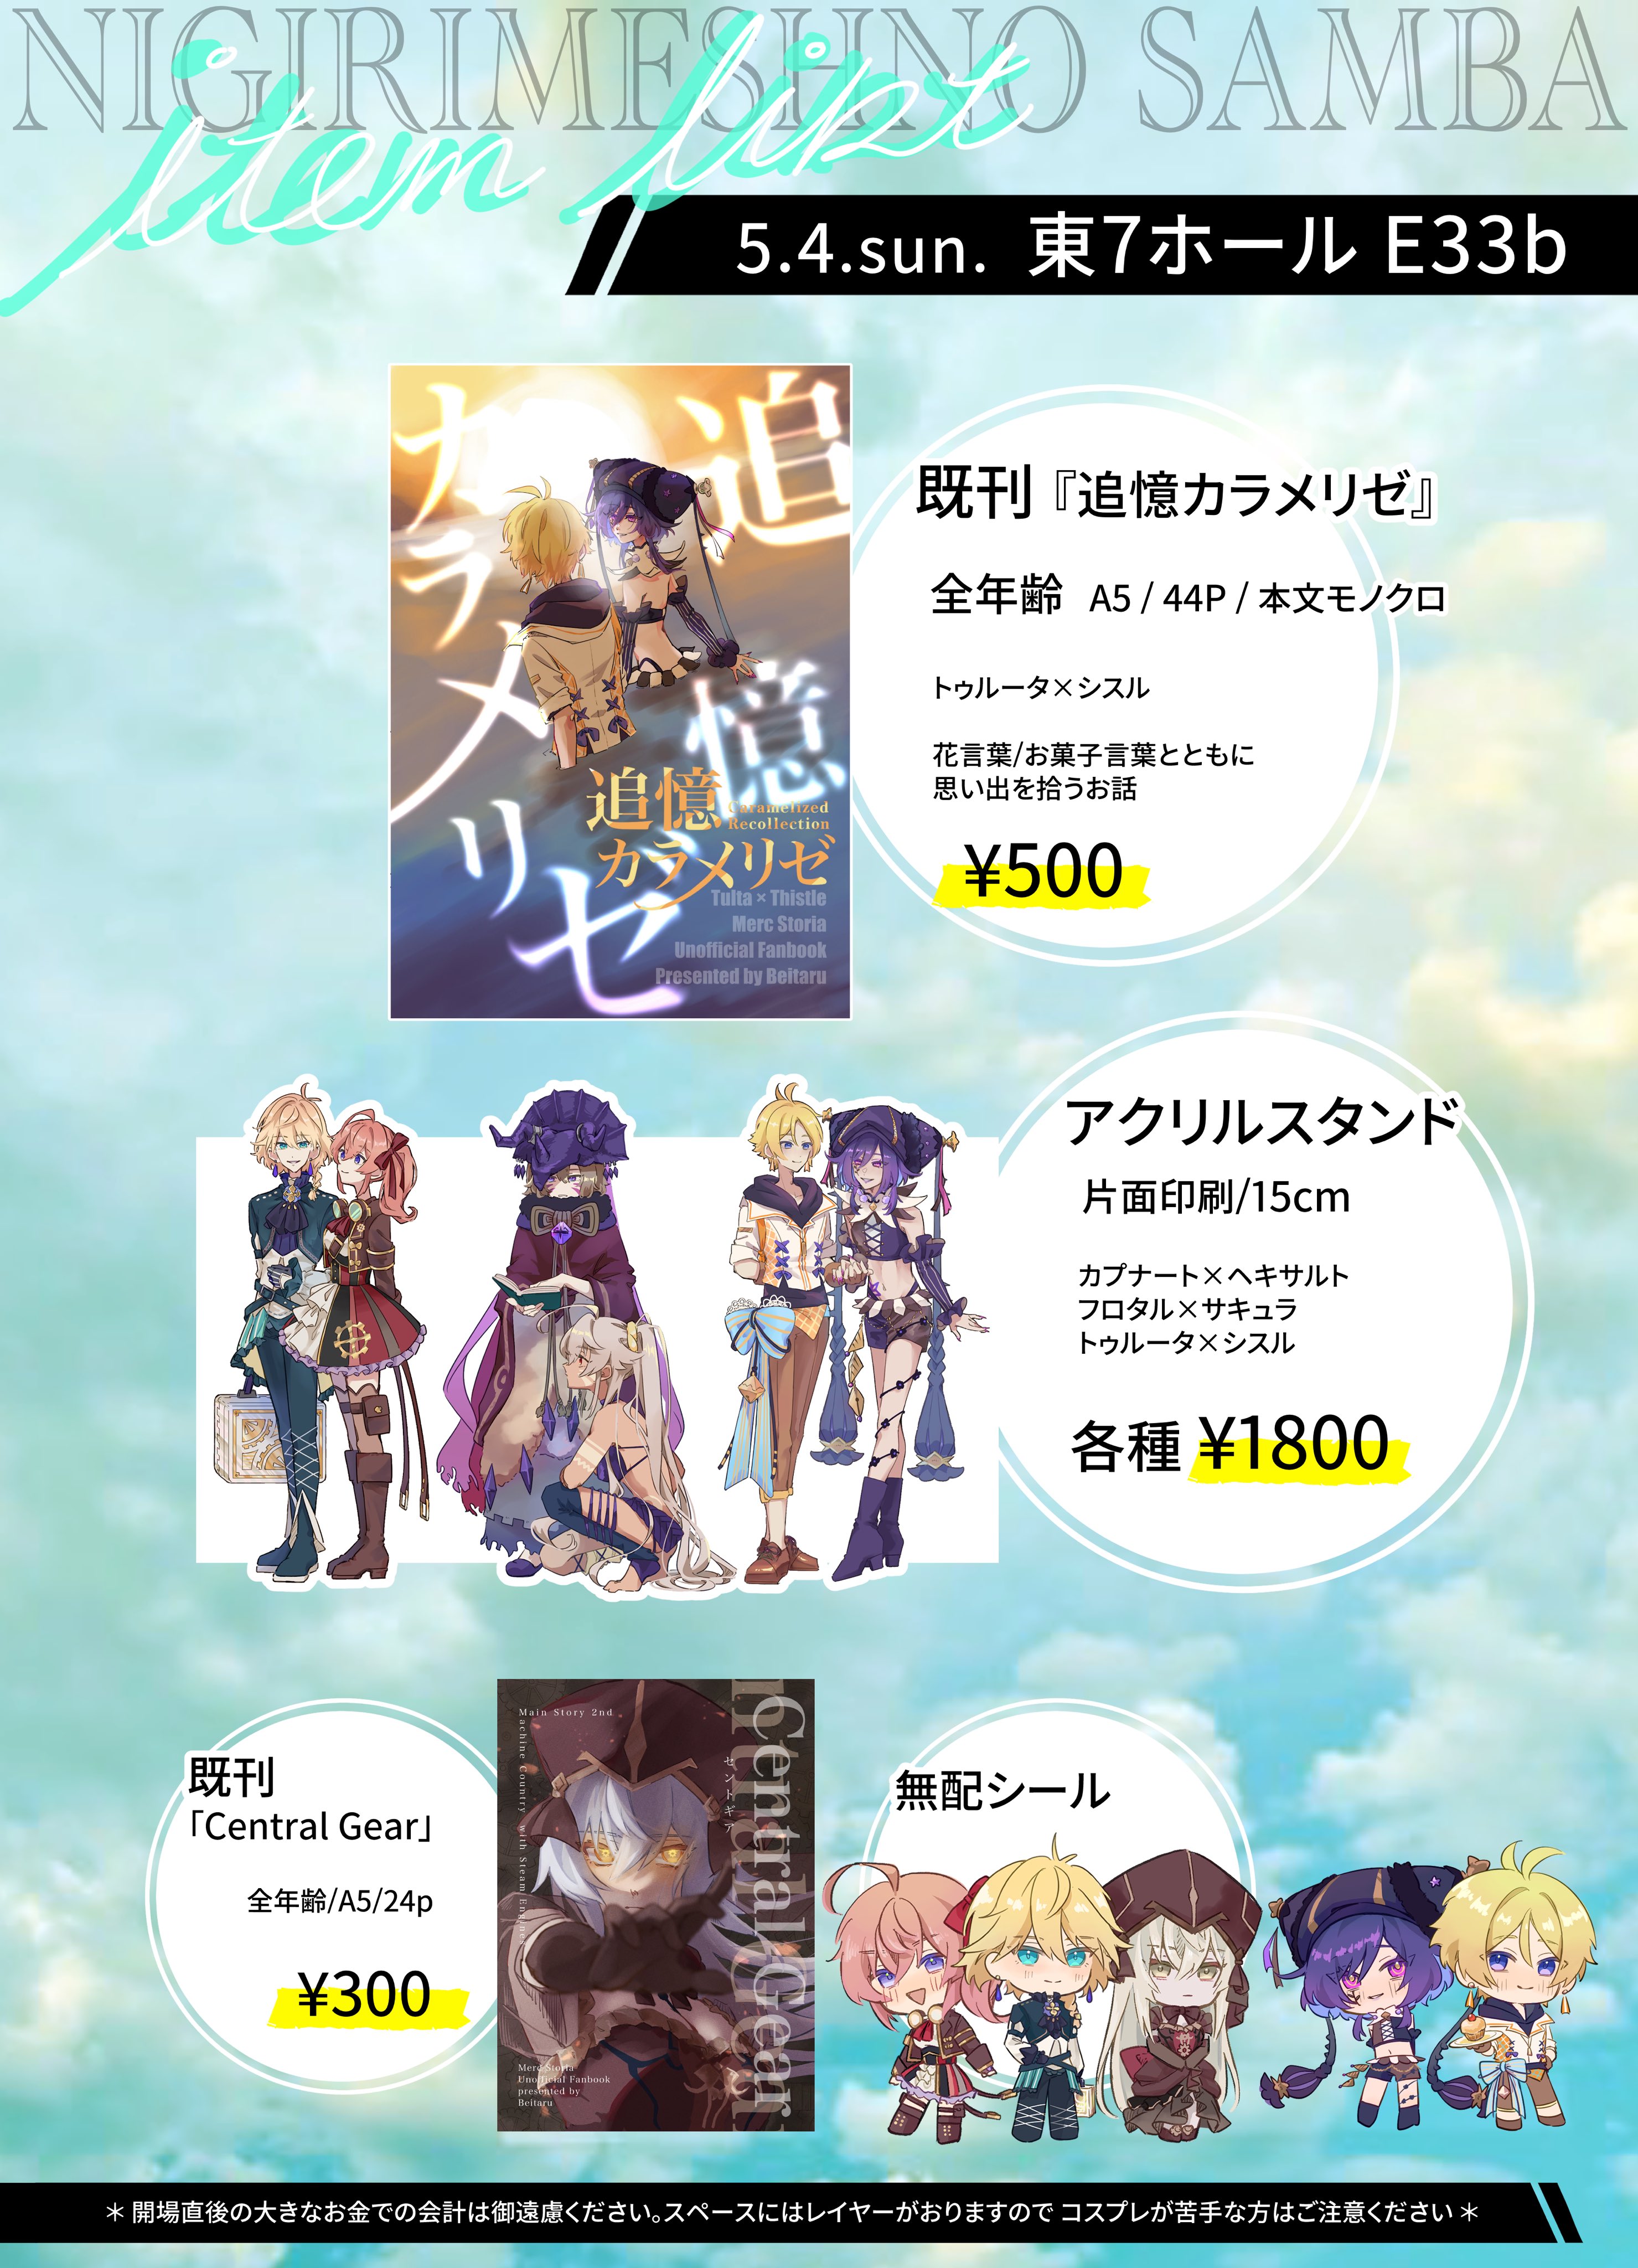 NIGIRIMESHNO SAMBA
item list
5.4.sun. 東7ホール E33b
追憶
カラメリゼ
追憶
カラメリゼ
Caramelized
Recollection
Tulta × Thistle
Merc Storia
Unofficial Fanbook
Presented by Beitaru
既刊『追憶カラメリゼ』
全年齢 A5 / 44P / 本文モノクロ
トゥルータ×シスル
花言葉/お菓子言葉とともに
思い出を拾うお話
¥500
アクリルスタンド
片面印刷/15cm
カプナート×ヘキサルト
フロタル×サキュラ
トゥルータ×シスル
各種 ¥1800
既刊
「Central Gear」
全年齢/A5/24p
¥300
Main Story 2nd
Machine Country with Steam Engines
Central Gear
セントギア
Merc Storia
Unofficial Fanbook
presented by
Beitaru
無配シール
＊ 開場直後の大きなお金での会計は御遠慮ください。スペースにはレイヤーがおりますので コスプレが苦手な方はご注意ください ＊